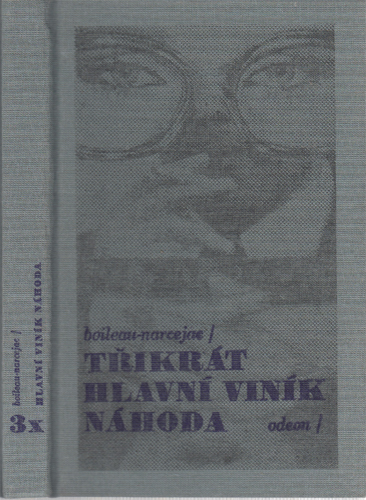 boileau-narcejac /
TŘIKRÁT
HLAVNÍ VINÍK
NÁHODA
odeon /
boileau-narcejac /
3x
HLAVNÍ VINÍK NÁHODA